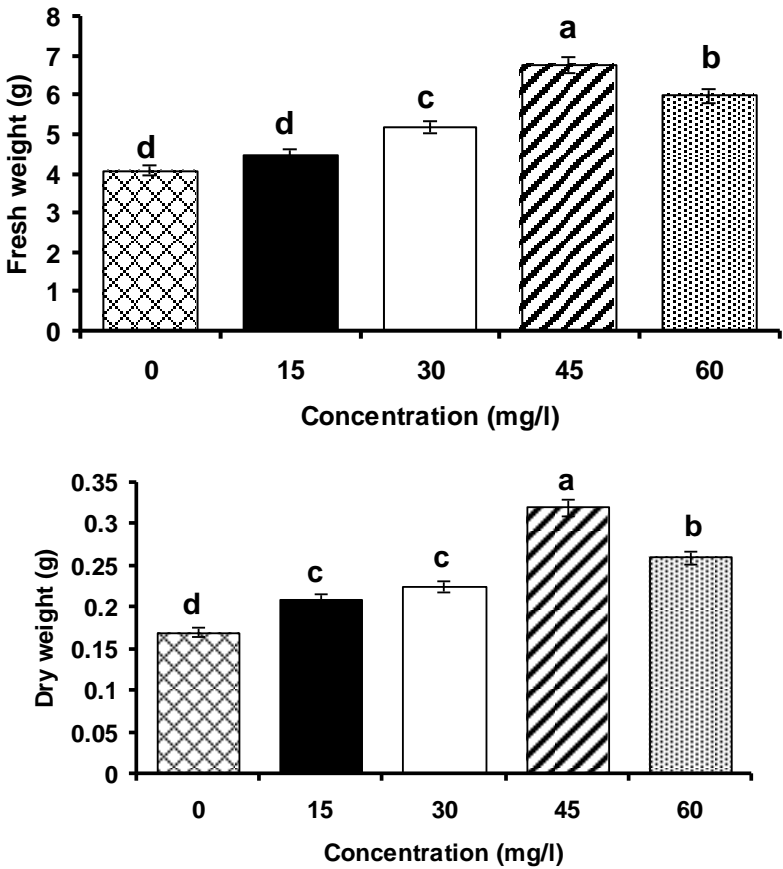 8
7
6
5
4
3
2
1
0
Fresh weight (g)
d
d
c
a
b
0 15 30 45 60
Concentration (mg/l)
0.35
0.3
0.25
0.2
0.15
0.1
0.05
0
Dry weight (g)
d
c
c
a
b
0 15 30 45 60
Concentration (mg/l)